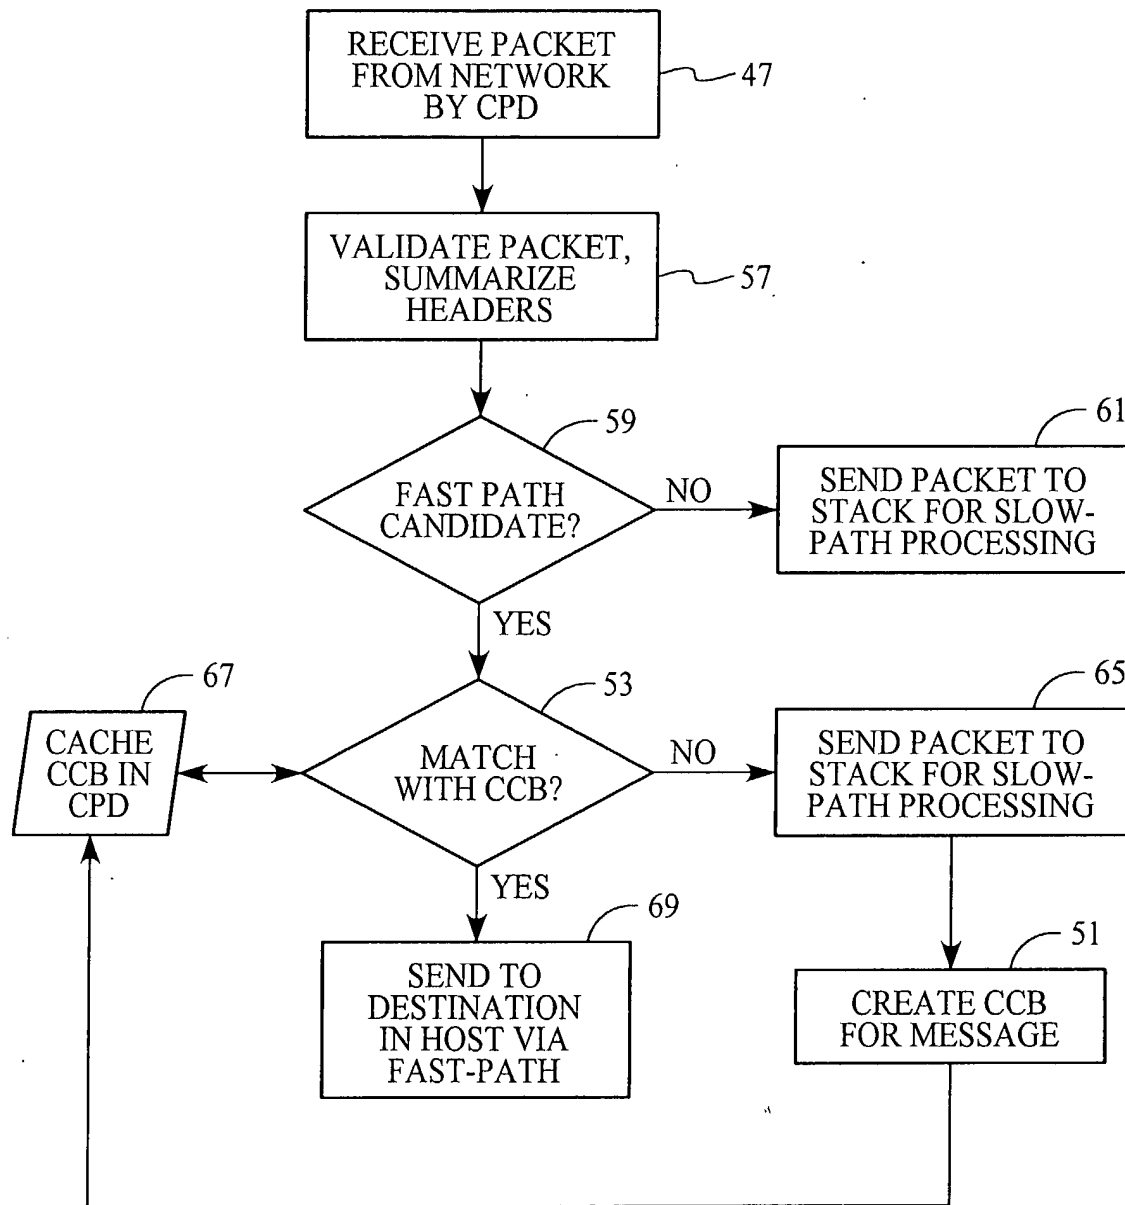 RECEIVE PACKET
FROM NETWORK
BY CPD
47
VALIDATE PACKET,
SUMMARIZE
HEADERS
57
59
FAST PATH
CANDIDATE?
NO
61
SEND PACKET TO
STACK FOR SLOW-
PATH PROCESSING
YES
67
CACHE
CCB IN
CPD
53
MATCH
WITH CCB?
NO
65
SEND PACKET TO
STACK FOR SLOW-
PATH PROCESSING
YES
69
SEND TO
DESTINATION
IN HOST VIA
FAST-PATH
51
CREATE CCB
FOR MESSAGE